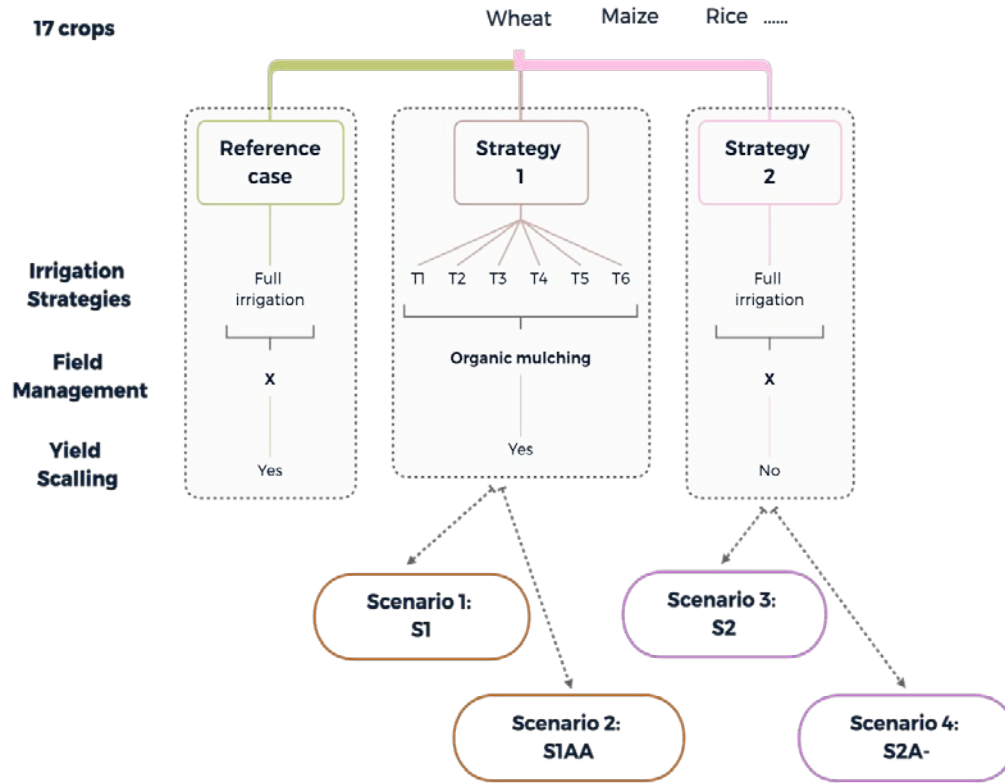 17 crops
Wheat Maize Rice ......
Reference
case
Strategy
1
Strategy
2
Irrigation
Strategies
Full
irrigation
T1 T2 T3 T4 T5 T6
Full
irrigation
Field
Management
X
Organic mulching
X
Yield
Scalling
Yes
Yes
No
Scenario 1:
S1
Scenario 3:
S2
Scenario 2:
S1AA
Scenario 4:
S2A-